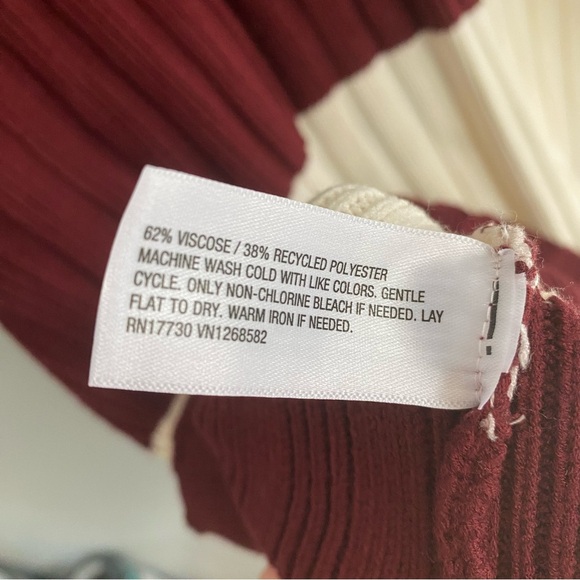 62% VISCOSE / 38% RECYCLED POLYESTER
MACHINE WASH COLD WITH LIKE COLORS. GENTLE
CYCLE. ONLY NON-CHLORINE BLEACH IF NEEDED. LAY
FLAT TO DRY. WARM IRON IF NEEDED.
RN17730 VN1268582